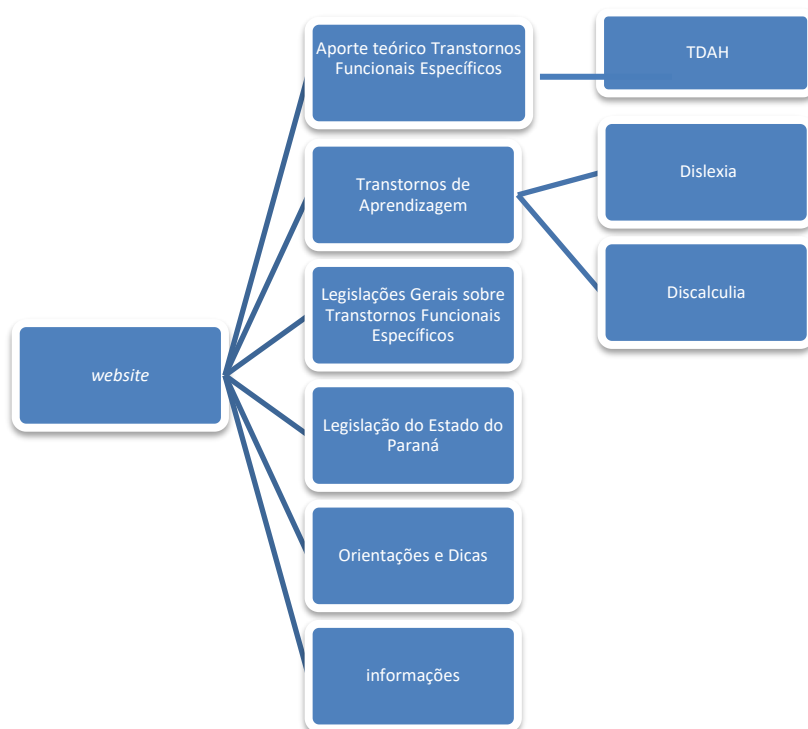 Aporte teórico Transtornos
Funcionais Específicos
TDAH
Transtornos de
Aprendizagem
Dislexia
Discalculia
Legislações Gerais sobre
Transtornos Funcionais
Específicos
website
Legislação do Estado do
Paraná
Orientações e Dicas
informações